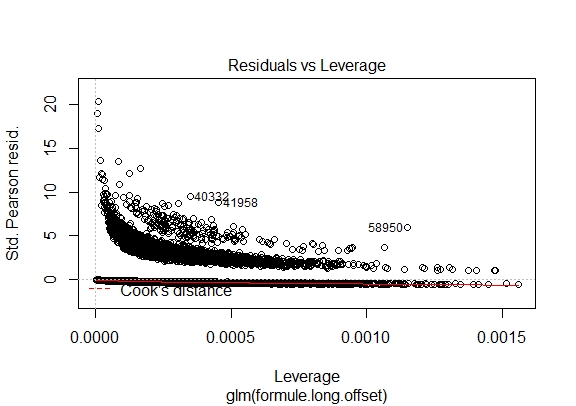 Residuals vs Leverage
Std. Pearson resid.
20
15
10
5
0
40332
41958
58950
Cook's distance
0.0000 0.0005 0.0010 0.0015
Leverage
glm(formule.long.offset)